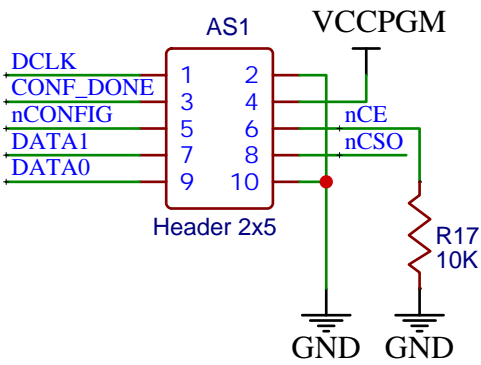 AS1
VCCPGM
DCLK
1 2
CONF_DONE
3 4
nCONFIG
5 6
nCE
DATA1
7 8
nCSO
DATA0
9 10
Header 2x5
R17
10K
GND
GND